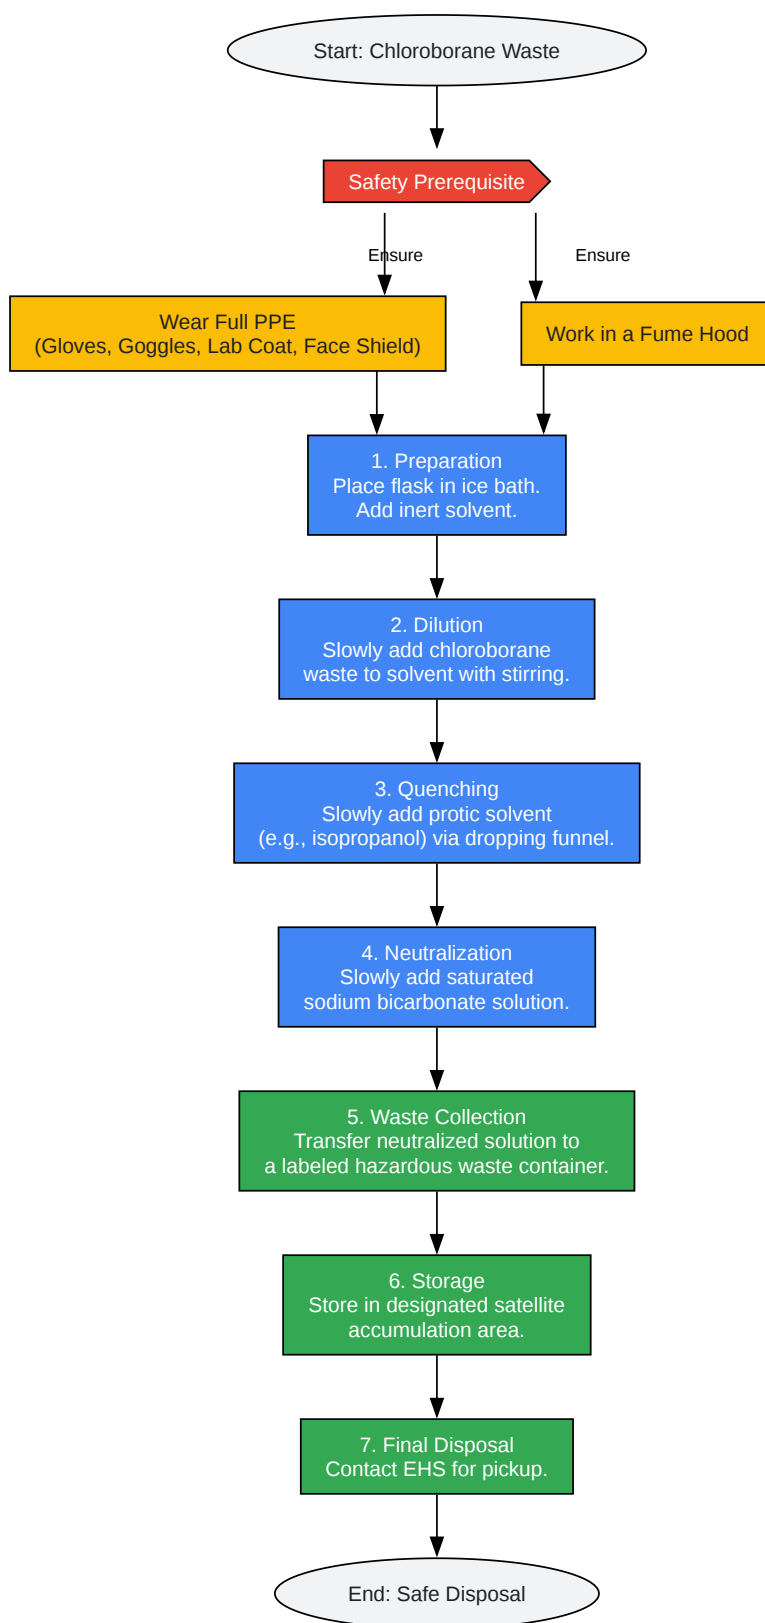 Start: Chloroborane Waste
Safety Prerequisite
Ensure
Ensure
Wear Full PPE
(Gloves, Goggles, Lab Coat, Face Shield)
Work in a Fume Hood
1. Preparation
Place flask in ice bath.
Add inert solvent.
2. Dilution
Slowly add chloroborane
waste to solvent with stirring.
3. Quenching
Slowly add protic solvent
(e.g., isopropanol) via dropping funnel.
4. Neutralization
Slowly add saturated
sodium bicarbonate solution.
5. Waste Collection
Transfer neutralized solution to
a labeled hazardous waste container.
6. Storage
Store in designated satellite
accumulation area.
7. Final Disposal
Contact EHS for pickup.
End: Safe Disposal